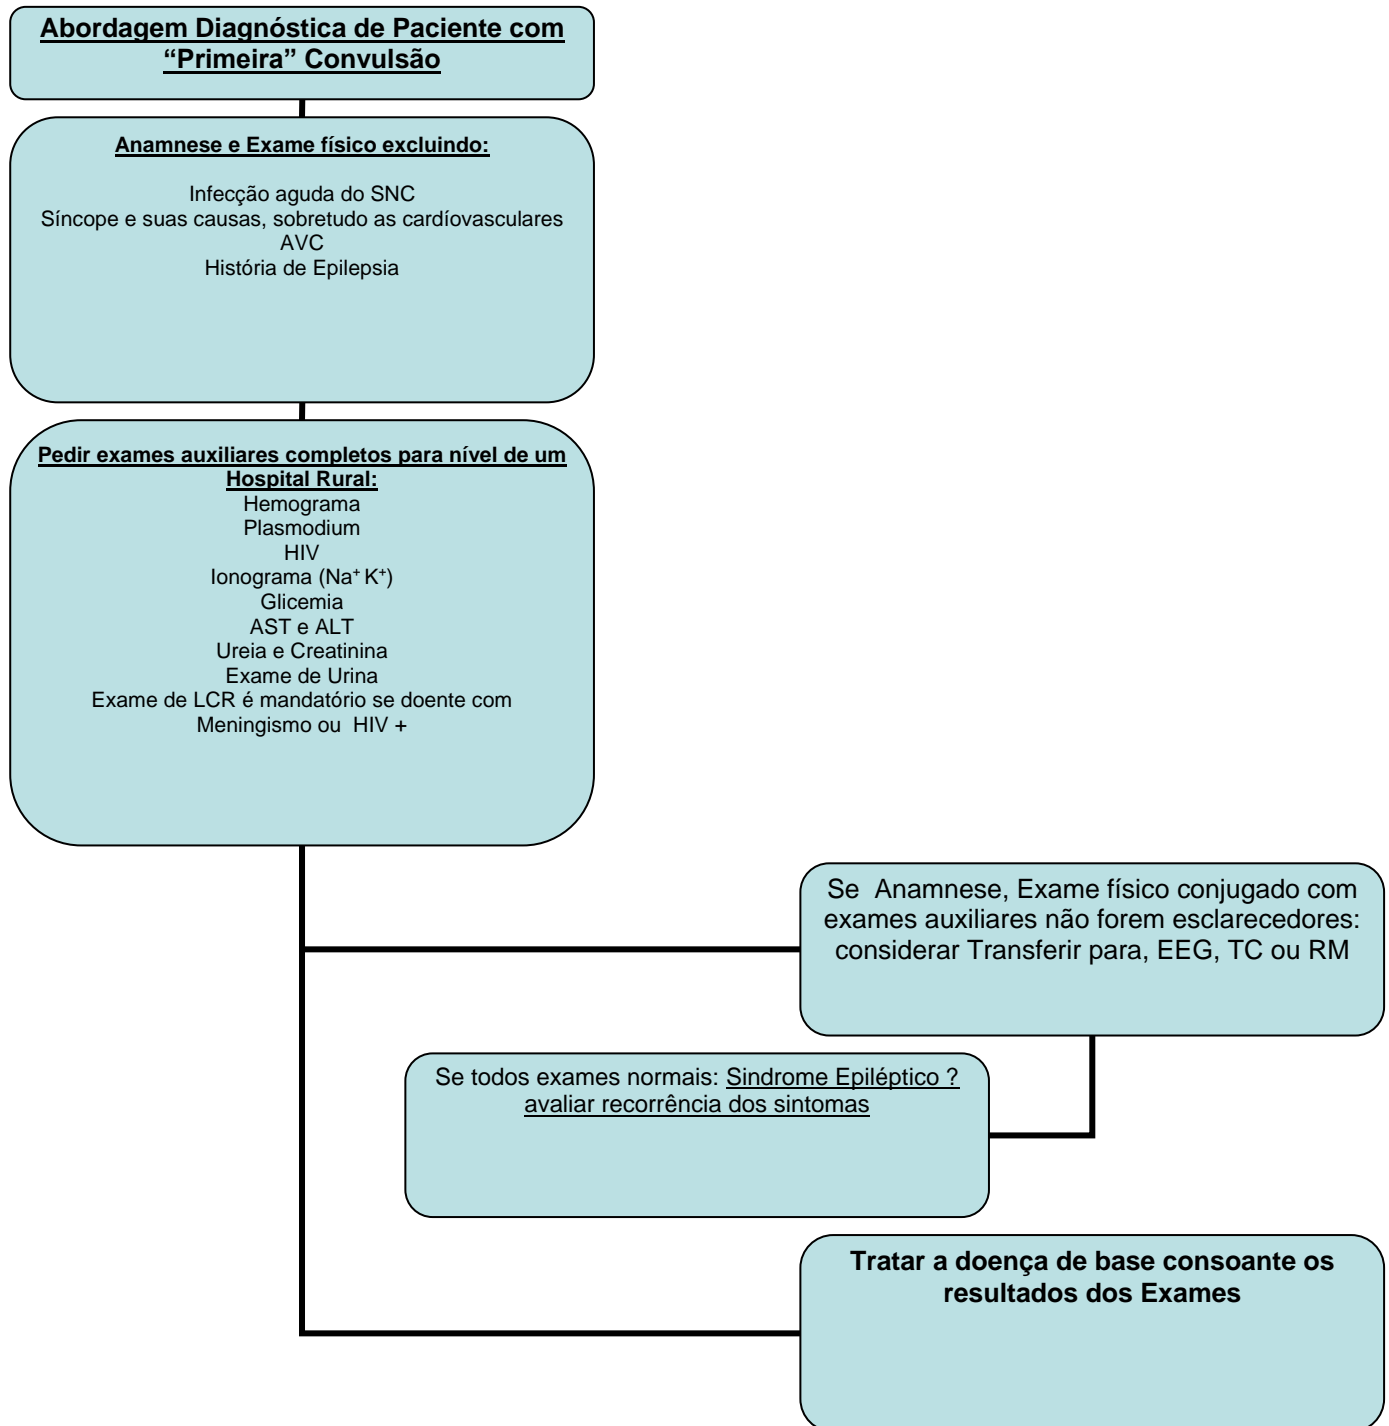 Abordagem Diagnóstica de Paciente com
“Primeira” Convulsão
Anamnese e Exame físico excluindo:
Infecção aguda do SNC
Síncope e suas causas, sobretudo as cardíovasculares
AVC
História de Epilepsia
Pedir exames auxiliares completos para nível de um
Hospital Rural:
Hemograma
Plasmodium
HIV
Ionograma (Na⁺ K⁺)
Glicemia
AST e ALT
Ureia e Creatinina
Exame de Urina
Exame de LCR é mandatório se doente com
Meningismo ou HIV +
Se Anamnese, Exame físico conjugado com
exames auxiliares não forem esclarecedores:
considerar Transferir para, EEG, TC ou RM
Se todos exames normais: Sindrome Epiléptico ?
avaliar recorrência dos sintomas
Tratar a doença de base consoante os
resultados dos Exames